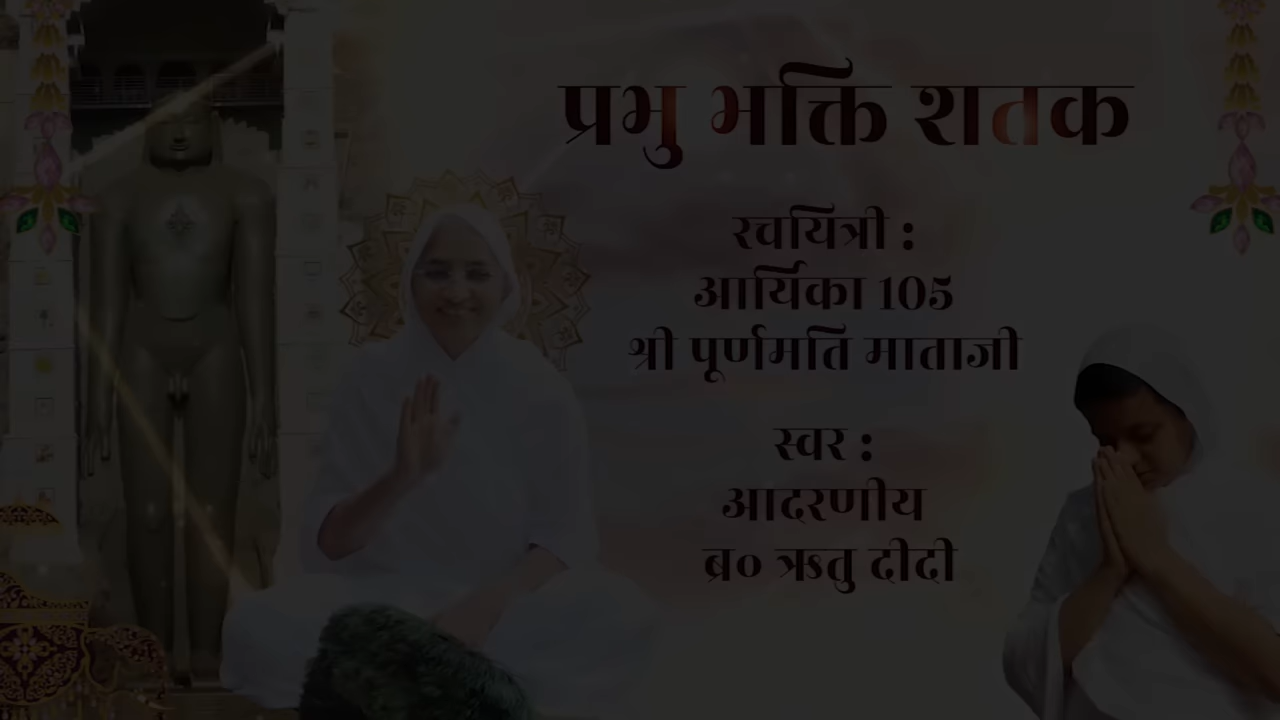 प्रभु भक्ति शतक
रचयित्री :
आर्यिका 105
श्री पूर्णमति माताजी
स्वर :
आदरणीय
ब्र० ऋतु दीदी